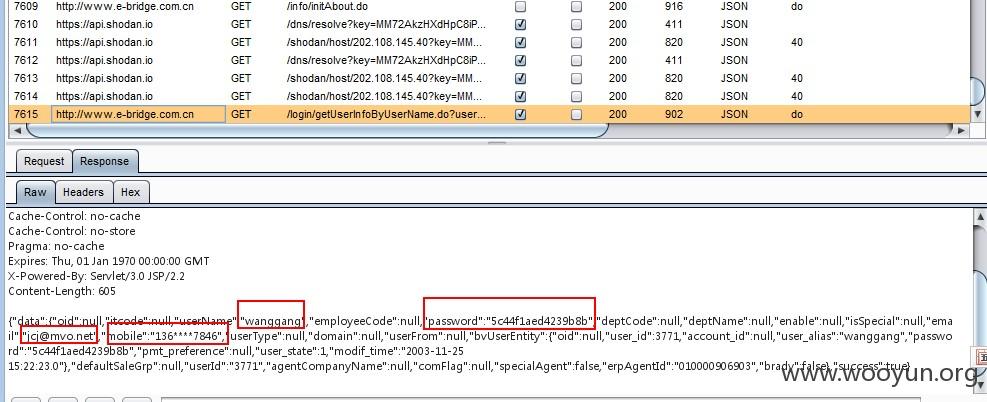 7609 http://www.e-bridge.com.cn GET /info/initAbout.do 200 916 JSON do
7610 https://api.shodan.io GET /dns/resolve?key=MM72AkzHXdHpC8iP... 200 411 JSON
7611 https://api.shodan.io GET /shodan/host/202.108.145.40?key=MM... 200 820 JSON 40
7612 https://api.shodan.io GET /dns/resolve?key=MM72AkzHXdHpC8iP... 200 411 JSON
7613 https://api.shodan.io GET /shodan/host/202.108.145.40?key=MM... 200 820 JSON 40
7614 https://api.shodan.io GET /shodan/host/202.108.145.40?key=MM... 200 820 JSON 40
7615 http://www.e-bridge.com.cn GET /login/getUserInfoByUserName.do?user... 200 902 JSON do
Request Response
Raw Headers Hex
Cache-Control: no-cache
Cache-Control: no-store
Pragma: no-cache
Expires: Thu, 01 Jan 1970 00:00:00 GMT
X-Powered-By: Servlet/3.0 JSP/2.2
Content-Length: 605
{"data":{"oid":null,"itcode":null,"userName":"wanggang","employeeCode":null,"password":"5c44f1aed4239b8b","deptCode":null,"deptName":null,"enable":null,"isSpecial":null,"ema
il":"jcj@mvo.net","mobile":"136****7846","userType":null,"domain":null,"userFrom":null,"bvUserEntity":{"oid":null,"user_id":3771,"account_id":null,"user_alias":"wanggang","passwo
rd":"5c44f1aed4239b8b","pmt_preference":null,"user_state":1,"modif_time":"2003-11-25
15:22:23.0"},"defaultSaleGrp":null,"userId":"3771","agentCompanyName":null,"comFlag":null,"specialAgent":false,"erpAgentId":"010000906903","brady":false},"success":true}
www.wooyun.org